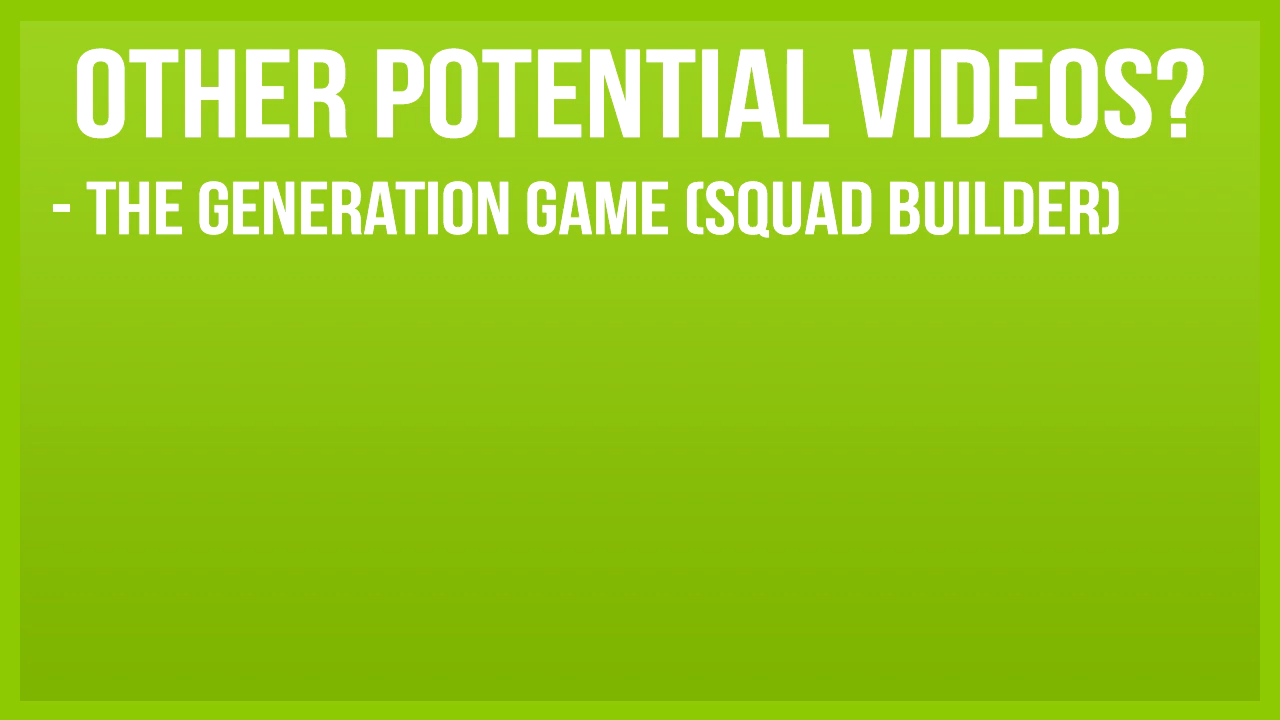 OTHER POTENTIAL VIDEOS?
- THE GENERATION GAME (SQUAD BUILDER)